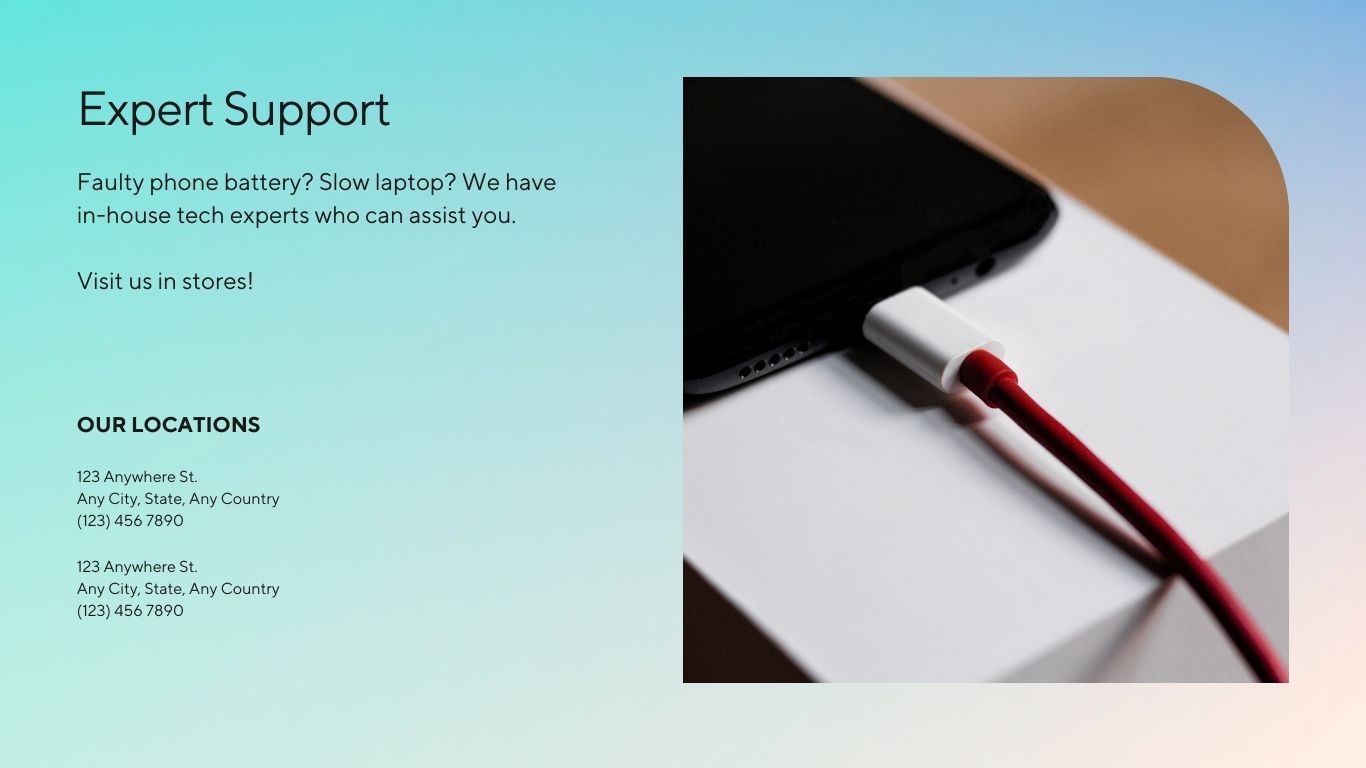 Expert Support
Faulty phone battery? Slow laptop? We have
in-house tech experts who can assist you.
Visit us in stores!
OUR LOCATIONS
123 Anywhere St.
Any City, State, Any Country
(123) 456 7890
123 Anywhere St.
Any City, State, Any Country
(123) 456 7890